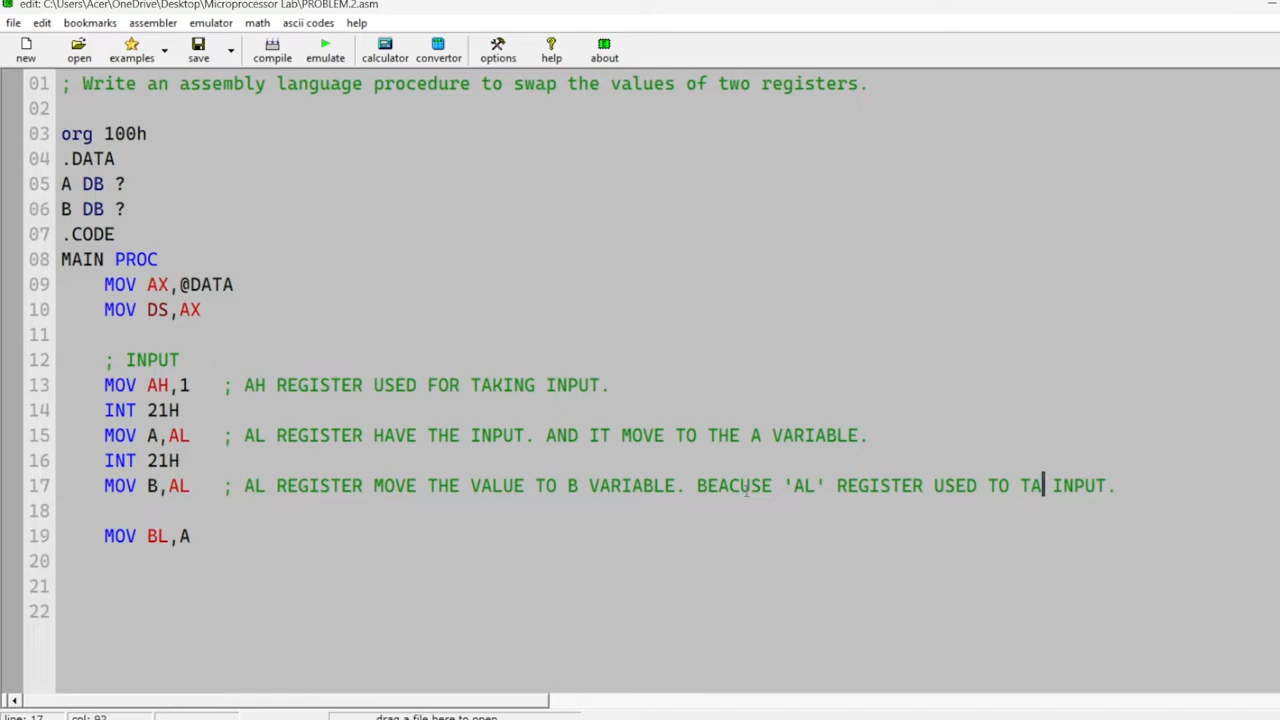 edit: C:\Users\Acer\OneDrive\Desktop\Microprocessor Lab\PROBLEM.2.asm
file edit bookmarks assembler emulator math ascii codes help
new open examples save compile emulate calculator convertor options help about
01 ; Write an assembly language procedure to swap the values of two registers.
02
03 org 100h
04 .DATA
05 A DB ?
06 B DB ?
07 .CODE
08 MAIN PROC
09 MOV AX,@DATA
10 MOV DS,AX
11
12 ; INPUT
13 MOV AH,1 ; AH REGISTER USED FOR TAKING INPUT.
14 INT 21H
15 MOV A,AL ; AL REGISTER HAVE THE INPUT. AND IT MOVE TO THE A VARIABLE.
16 INT 21H
17 MOV B,AL ; AL REGISTER MOVE THE VALUE TO B VARIABLE. BEACUSE 'AL' REGISTER USED TO TA INPUT.
18
19 MOV BL,A
20
21
22
line: 17 col: 92 drag a file here to open